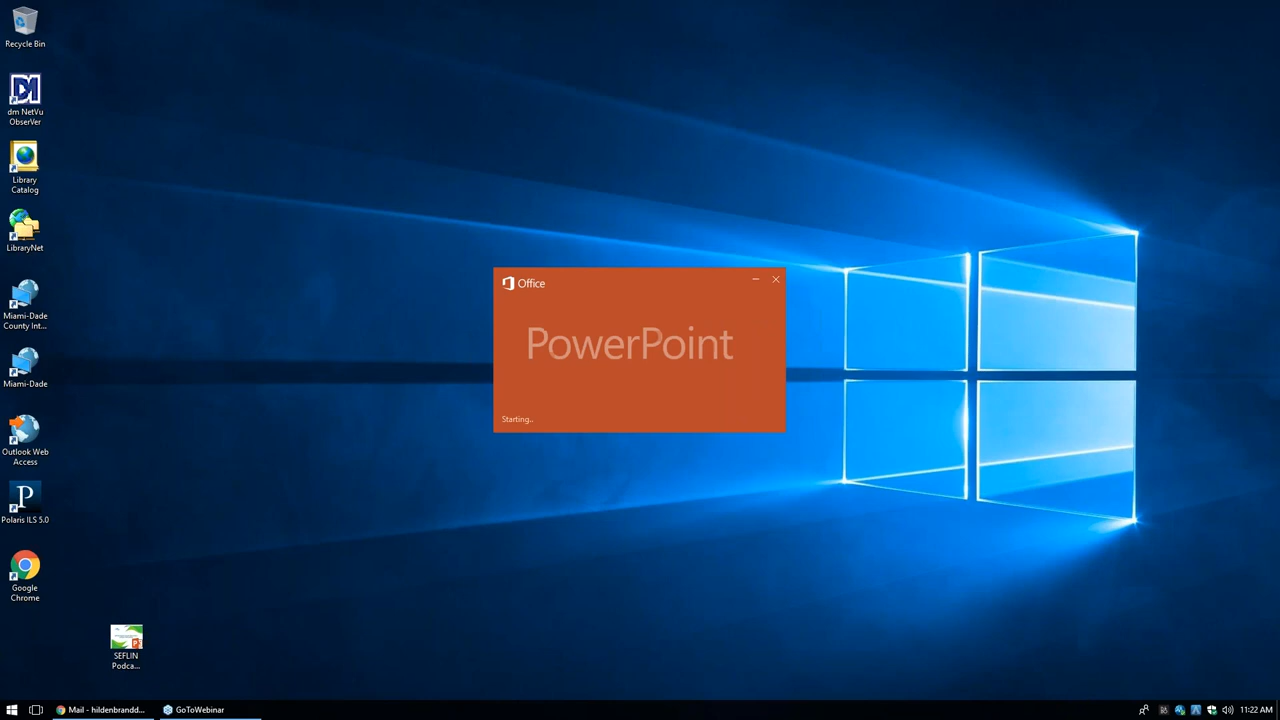 Recycle Bin
dm NetVu
ObserVer
Library
Catalog
LibraryNet
Miami-Dade
County Int...
Miami-Dade
Outlook Web
Access
P
Polaris ILS 5.0
Google
Chrome
SEFLIN
Podca...
Office
PowerPoint
Starting..
Mail - hildenbrandd...
GoToWebinar
11:22 AM